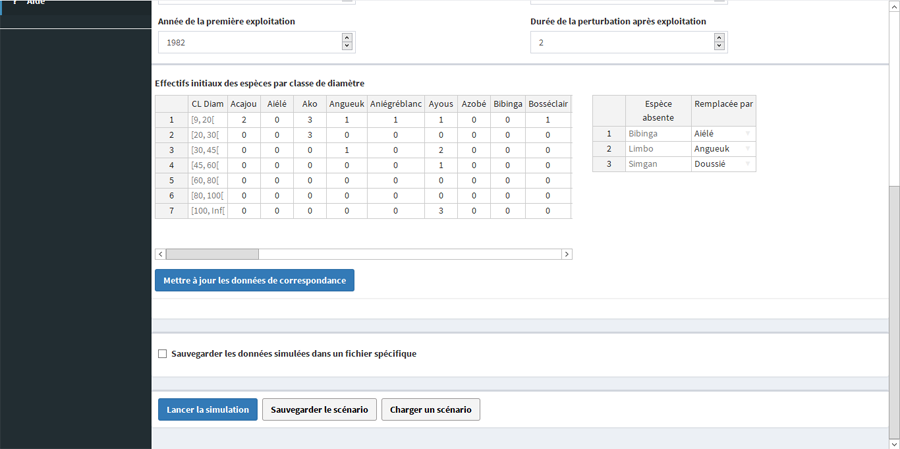 Aide
Année de la première exploitation
Durée de la perturbation après exploitation
1982
2
Effectifs initiaux des espèces par classe de diamètre
CL Diam Acajou Aiélé Ako Angueuk Aniégréblanc Ayous Azobé Bibinga Bosséclair
1 [9, 20[ 2 0 3 1 1 1 0 0 1
2 [20, 30[ 0 0 3 0 0 0 0 0 0
3 [30, 45[ 0 0 0 1 0 2 0 0 0
4 [45, 60[ 0 0 0 0 0 1 0 0 0
5 [60, 80[ 0 0 0 0 0 0 0 0 0
6 [80, 100[ 0 0 0 0 0 0 0 0 0
7 [100, Inf[ 0 0 0 0 0 3 0 0 0
Espèce absente Remplacée par
1 Bibinga Aiélé
2 Limbo Angueuk
3 Simgan Doussié
Mettre à jour les données de correspondance
Sauvegarder les données simulées dans un fichier spécifique
Lancer la simulation Sauvegarder le scénario Charger un scénario